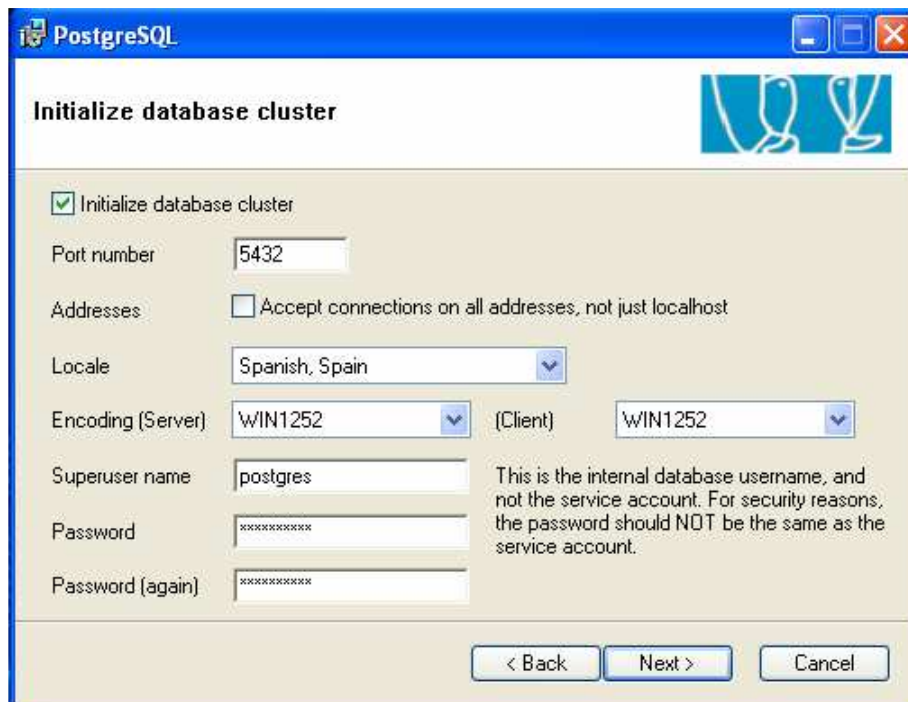 PostgreSQL
Initialize database cluster
Initialize database cluster
Port number 5432
Addresses Accept connections on all addresses, not just localhost
Locale Spanish, Spain
Encoding (Server) WIN1252 (Client) WIN1252
Superuser name postgres
This is the internal database username, and
not the service account. For security reasons,
the password should NOT be the same as the
service account.
Password ××××××××××
Password (again) ××××××××××
< Back Next > Cancel